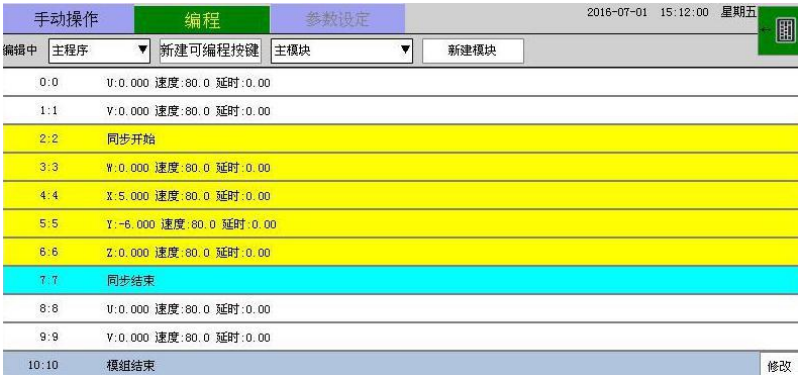 手动操作 编程 参数设定 2016-07-01 15:12:00 星期五
编辑中 主程序 新建可编程按键 主模块 新建模块
0:0 U:0.000 速度:80.0 延时:0.00
1:1 V:0.000 速度:80.0 延时:0.00
2:2 同步开始
3:3 W:0.000 速度:80.0 延时:0.00
4:4 X:5.000 速度:80.0 延时:0.00
5:5 Y:-6.000 速度:80.0 延时:0.00
6:6 Z:0.000 速度:80.0 延时:0.00
7:7 同步结束
8:8 U:0.000 速度:80.0 延时:0.00
9:9 V:0.000 速度:80.0 延时:0.00
10:10 模组结束 修改